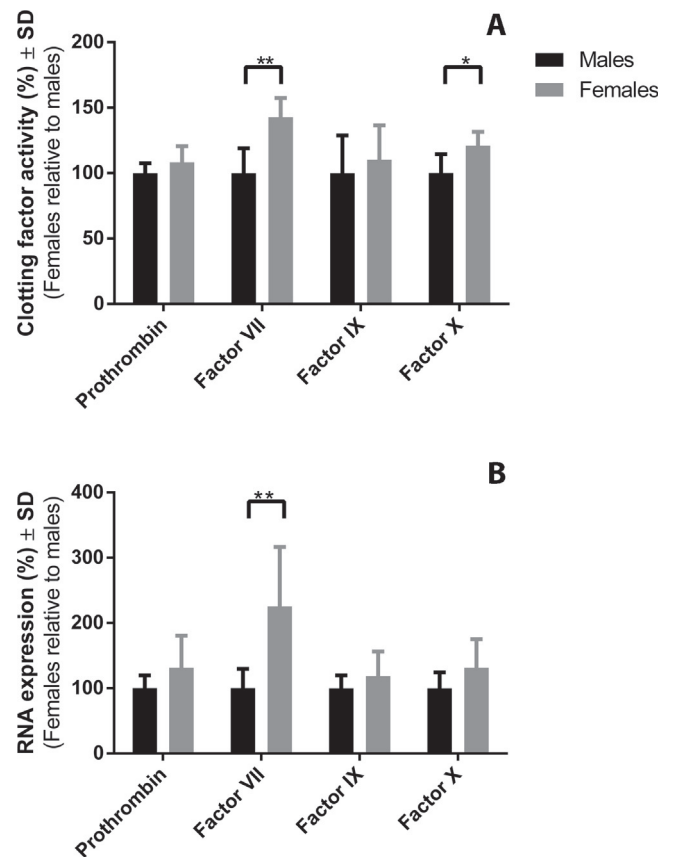 A
Clotting factor activity (%) ± SD
(Females relative to males)
200
150
100
50
0
**
*
Males
Females
Prothrombin
Factor VII
Factor IX
Factor X
B
RNA expression (%) ± SD
(Females relative to males)
400
300
200
100
0
**
Prothrombin
Factor VII
Factor IX
Factor X